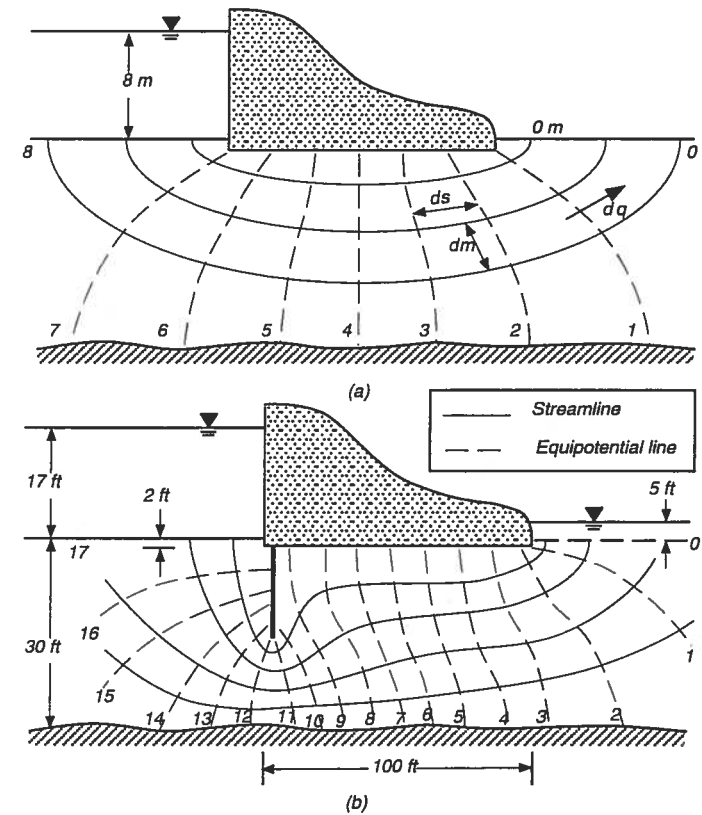 8 m
0 m
8
0
ds
dq
dm
7 6 5 4 3 2 1
(a)
Streamline
Equipotential line
17 ft
2 ft
5 ft
17
0
16
30 ft
1
15
14 13 12 11 10 9 8 7 6 5 4 3 2
100 ft
(b)